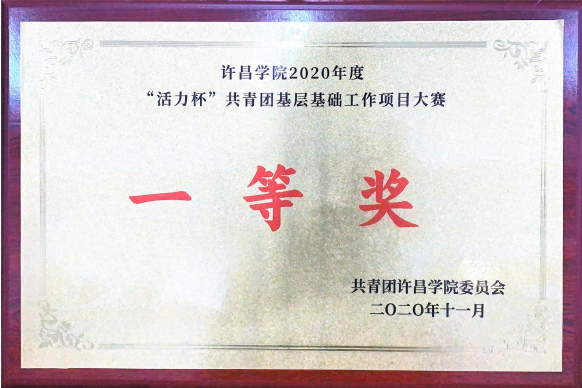 许昌学院2020年度
“活力杯”共青团基层基础工作项目大赛
一等奖
共青团许昌学院委员会
二〇二〇年十一月